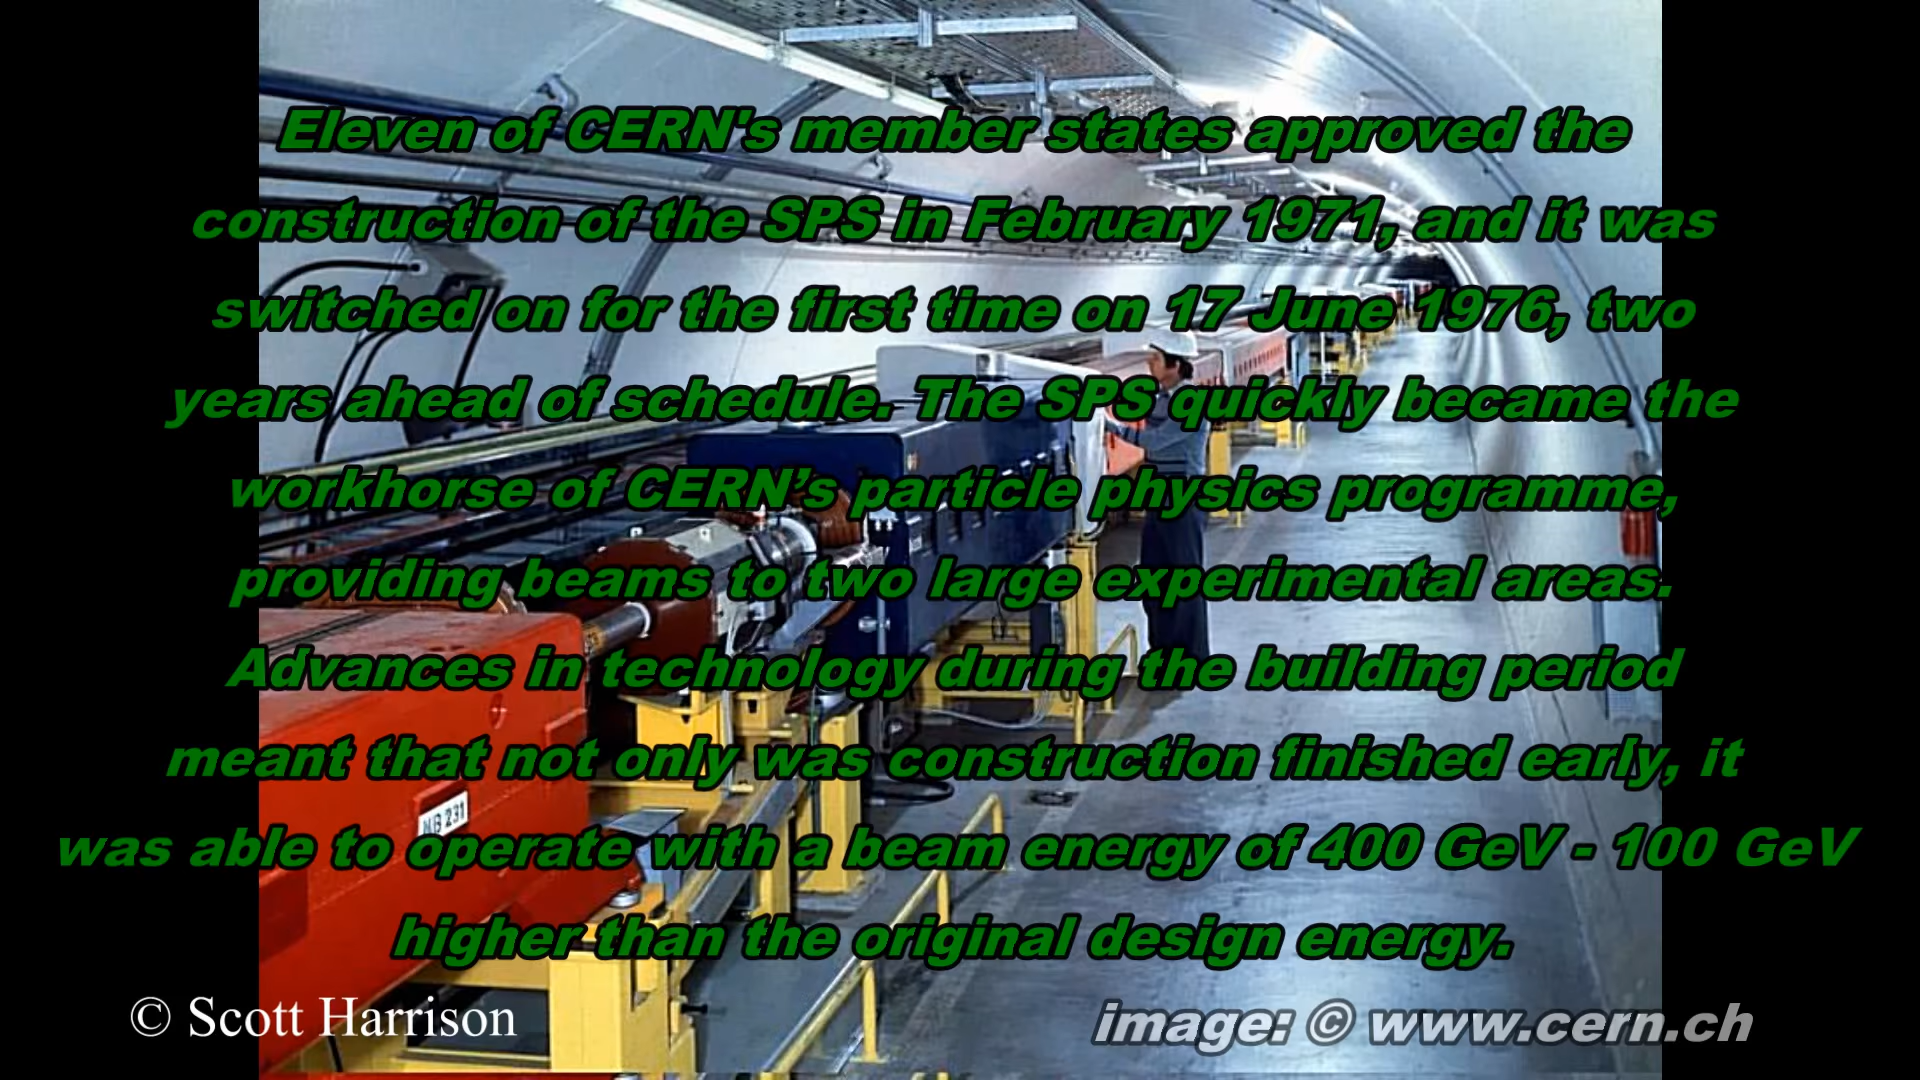 Eleven of CERN's member states approved the
construction of the SPS in February 1971, and it was
switched on for the first time on 17 June 1976, two
years ahead of schedule. The SPS quickly became the
workhorse of CERN’s particle physics programme,
providing beams to two large experimental areas.
Advances in technology during the building period
meant that not only was construction finished early, it
was able to operate with a beam energy of 400 GeV - 100 GeV
higher than the original design energy.
MB 231
© Scott Harrison
image: © www.cern.ch